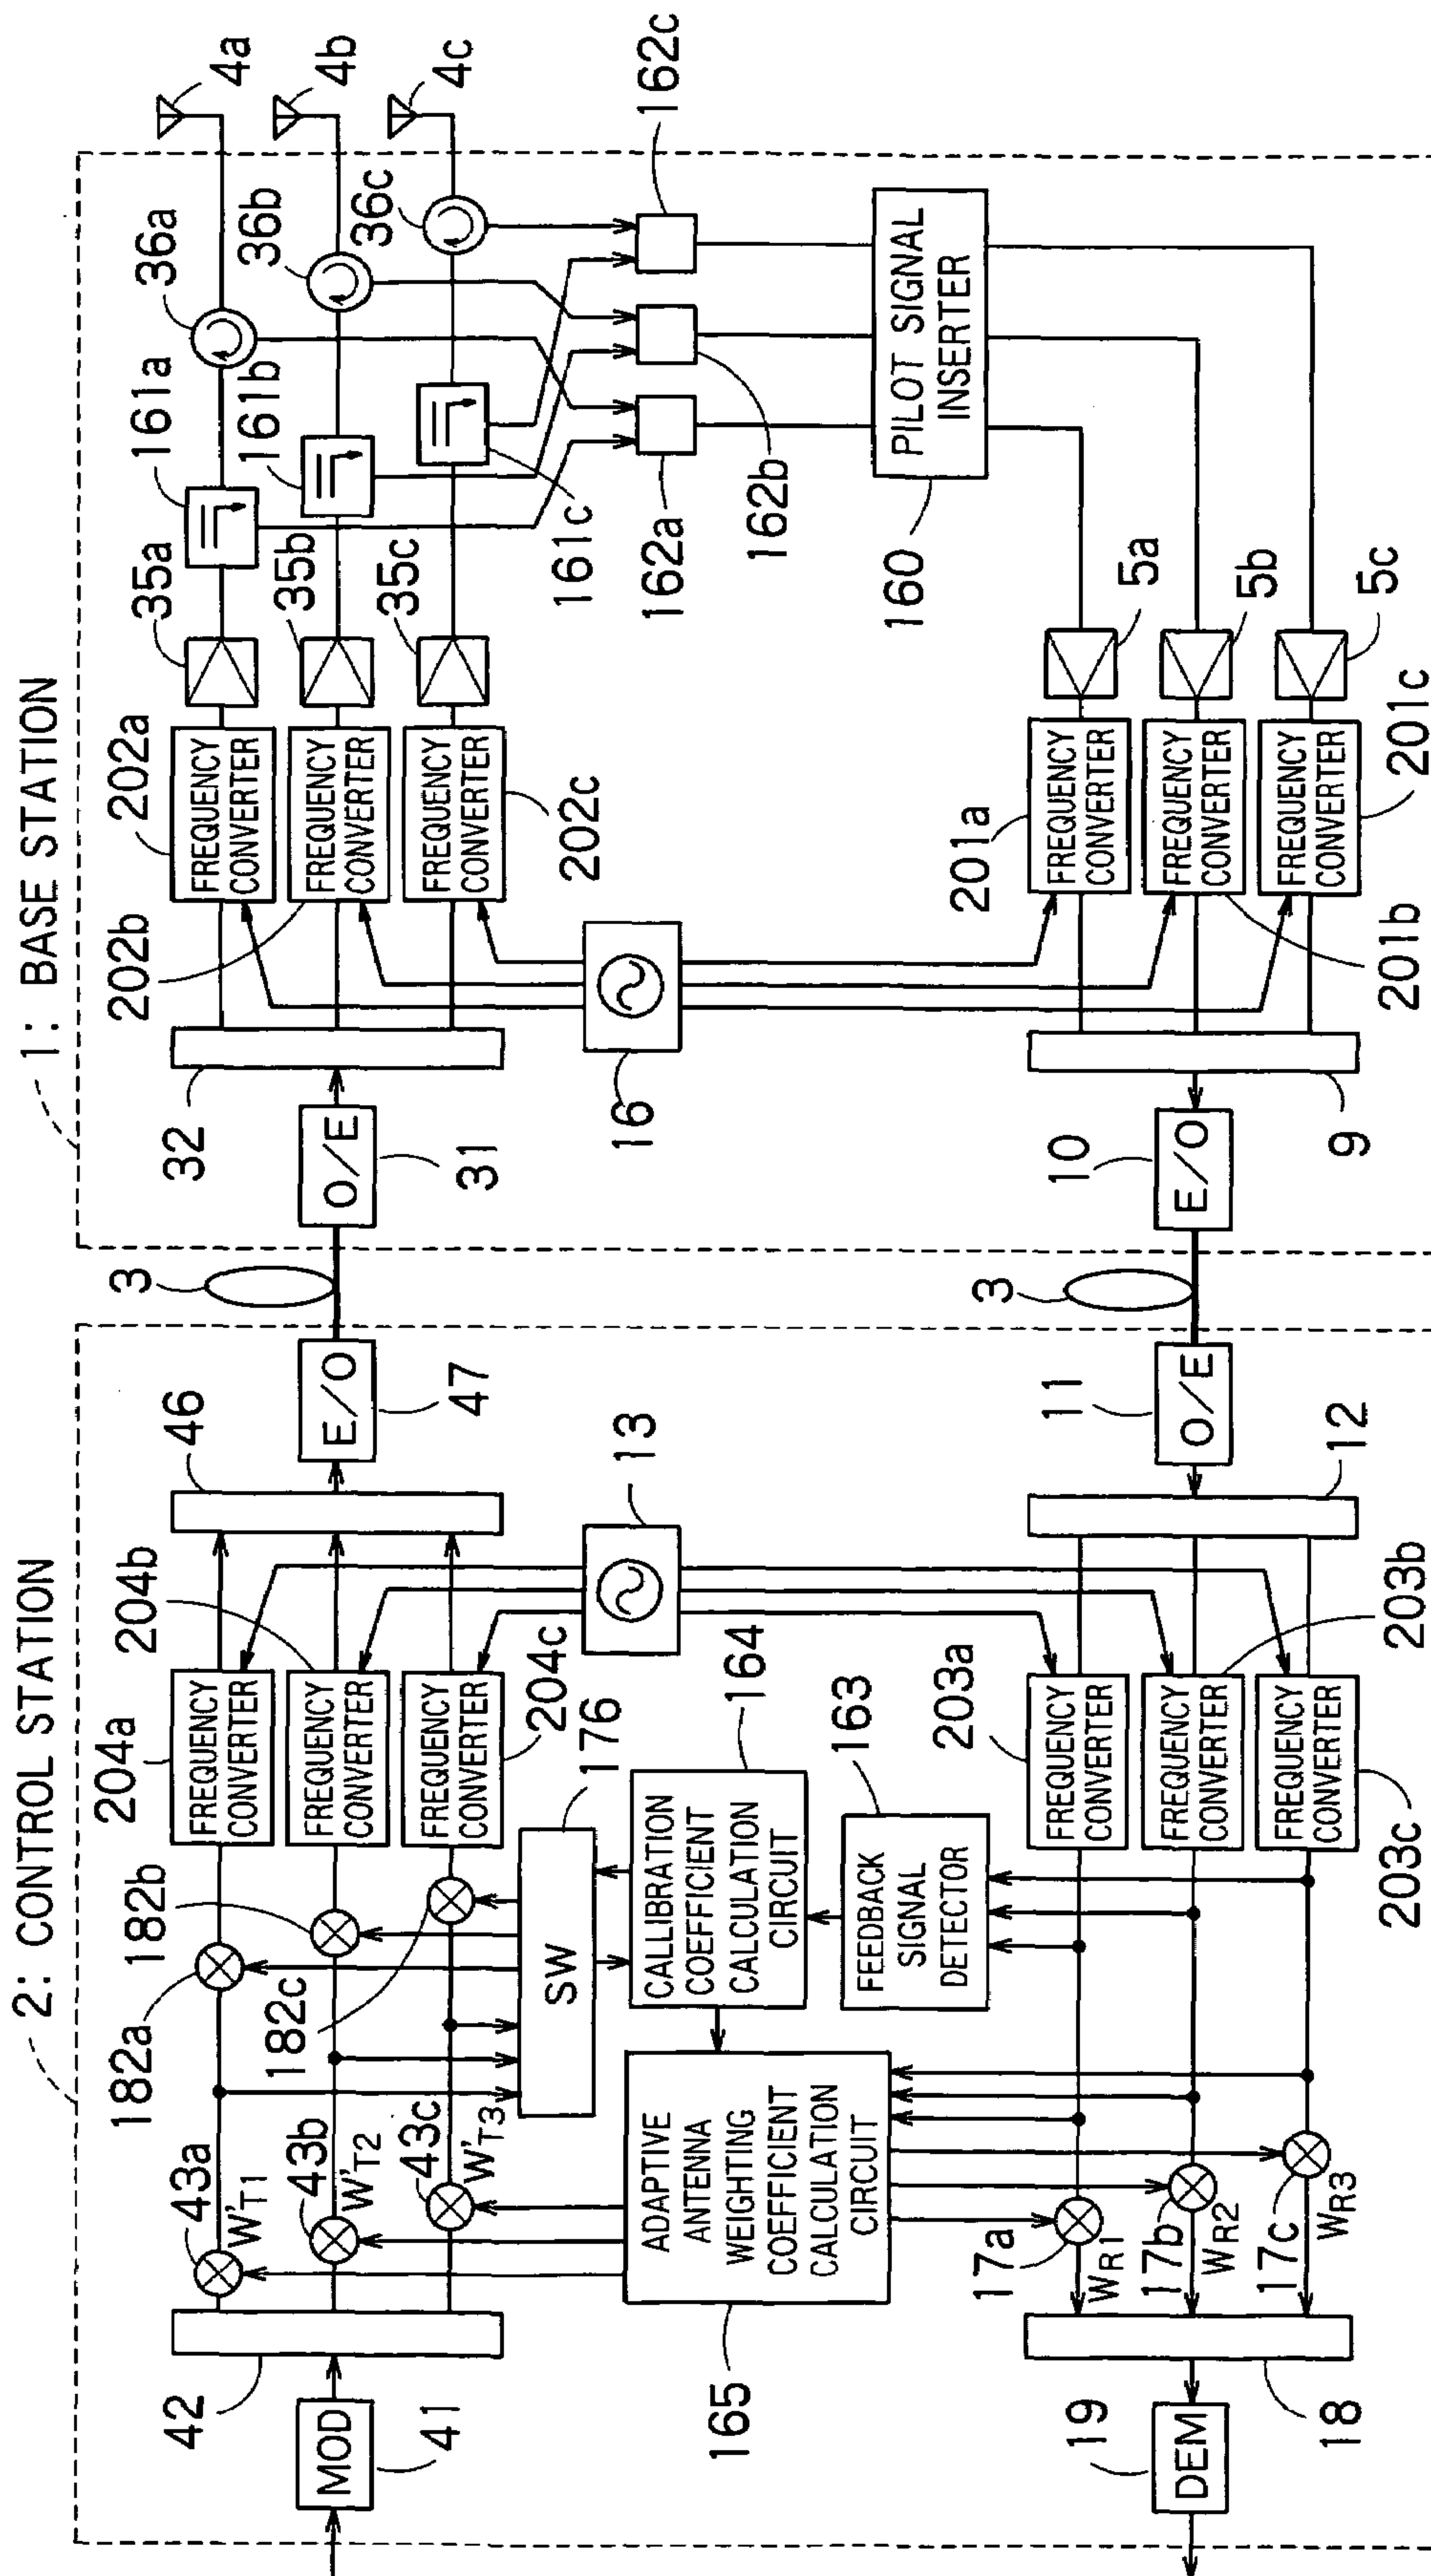 2: CONTROL STATION
1: BASE STATION
182a
182b
204a
204b
46
3
32
202b
202a
35a
161a
36a
4a
42
43a
W'T1
43b
W'T2
43c
W'T3
182c
FREQUENCY
CONVERTER
FREQUENCY
CONVERTER
FREQUENCY
CONVERTER
204c
E/O
47
O/E
31
FREQUENCY
CONVERTER
FREQUENCY
CONVERTER
FREQUENCY
CONVERTER
202c
35b
35c
161b
161c
36b
36c
4b
4c
MOD
41
SW
176
13
16
162a
162b
162c
165
ADAPTIVE
ANTENNA
WEIGHTING
COEFFICIENT
CALCULATION
CIRCUIT
CALLIBRATION
COEFFICIENT
CALCULATION
CIRCUIT
164
FEEDBACK
SIGNAL
DETECTOR
163
PILOT SIGNAL
INSERTER
160
19
DEM
18
17a
WR1
17b
WR2
17c
WR3
203a
FREQUENCY
CONVERTER
FREQUENCY
CONVERTER
FREQUENCY
CONVERTER
203b
203c
12
11
O/E
3
10
E/O
9
201a
FREQUENCY
CONVERTER
FREQUENCY
CONVERTER
FREQUENCY
CONVERTER
201b
201c
5a
5b
5c